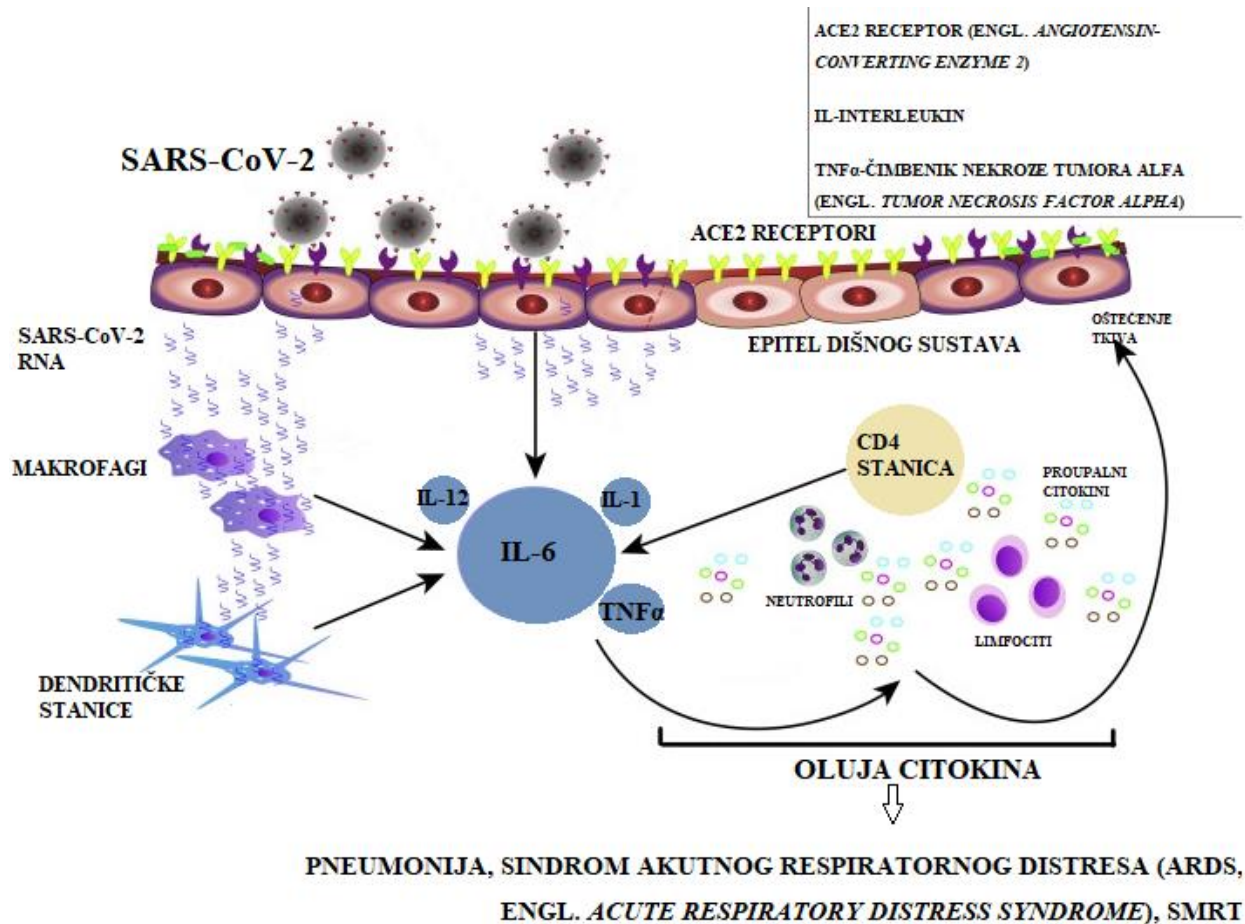 ACE2 RECEPTOR (ENGL. ANGIOTENSIN-
CONVERTING ENZYME 2)
IL-INTERLEUKIN
TNFα-ČIMBENIK NEKROZE TUMORA ALFA
(ENGL. TUMOR NECROSIS FACTOR ALPHA)
SARS-CoV-2
ACE2 RECEPTORI
SARS-CoV-2
RNA
EPITEL DIŠNOG SUSTAVA
OŠTEĆENJE
TKIVA
MAKROFAGI
IL-12
IL-1
IL-6
TNFα
CD4
STANICA
PROUPALNI
CITOKINI
NEUTROFILI
LIMFOCITI
DENDRITIČKE
STANICE
OLUJA CITOKINA
PNEUMONIJA, SINDROM AKUTNOG RESPIRATORNOG DISTRESA (ARDS,
ENGL. ACUTE RESPIRATORY DISTRESS SYNDROME), SMRT